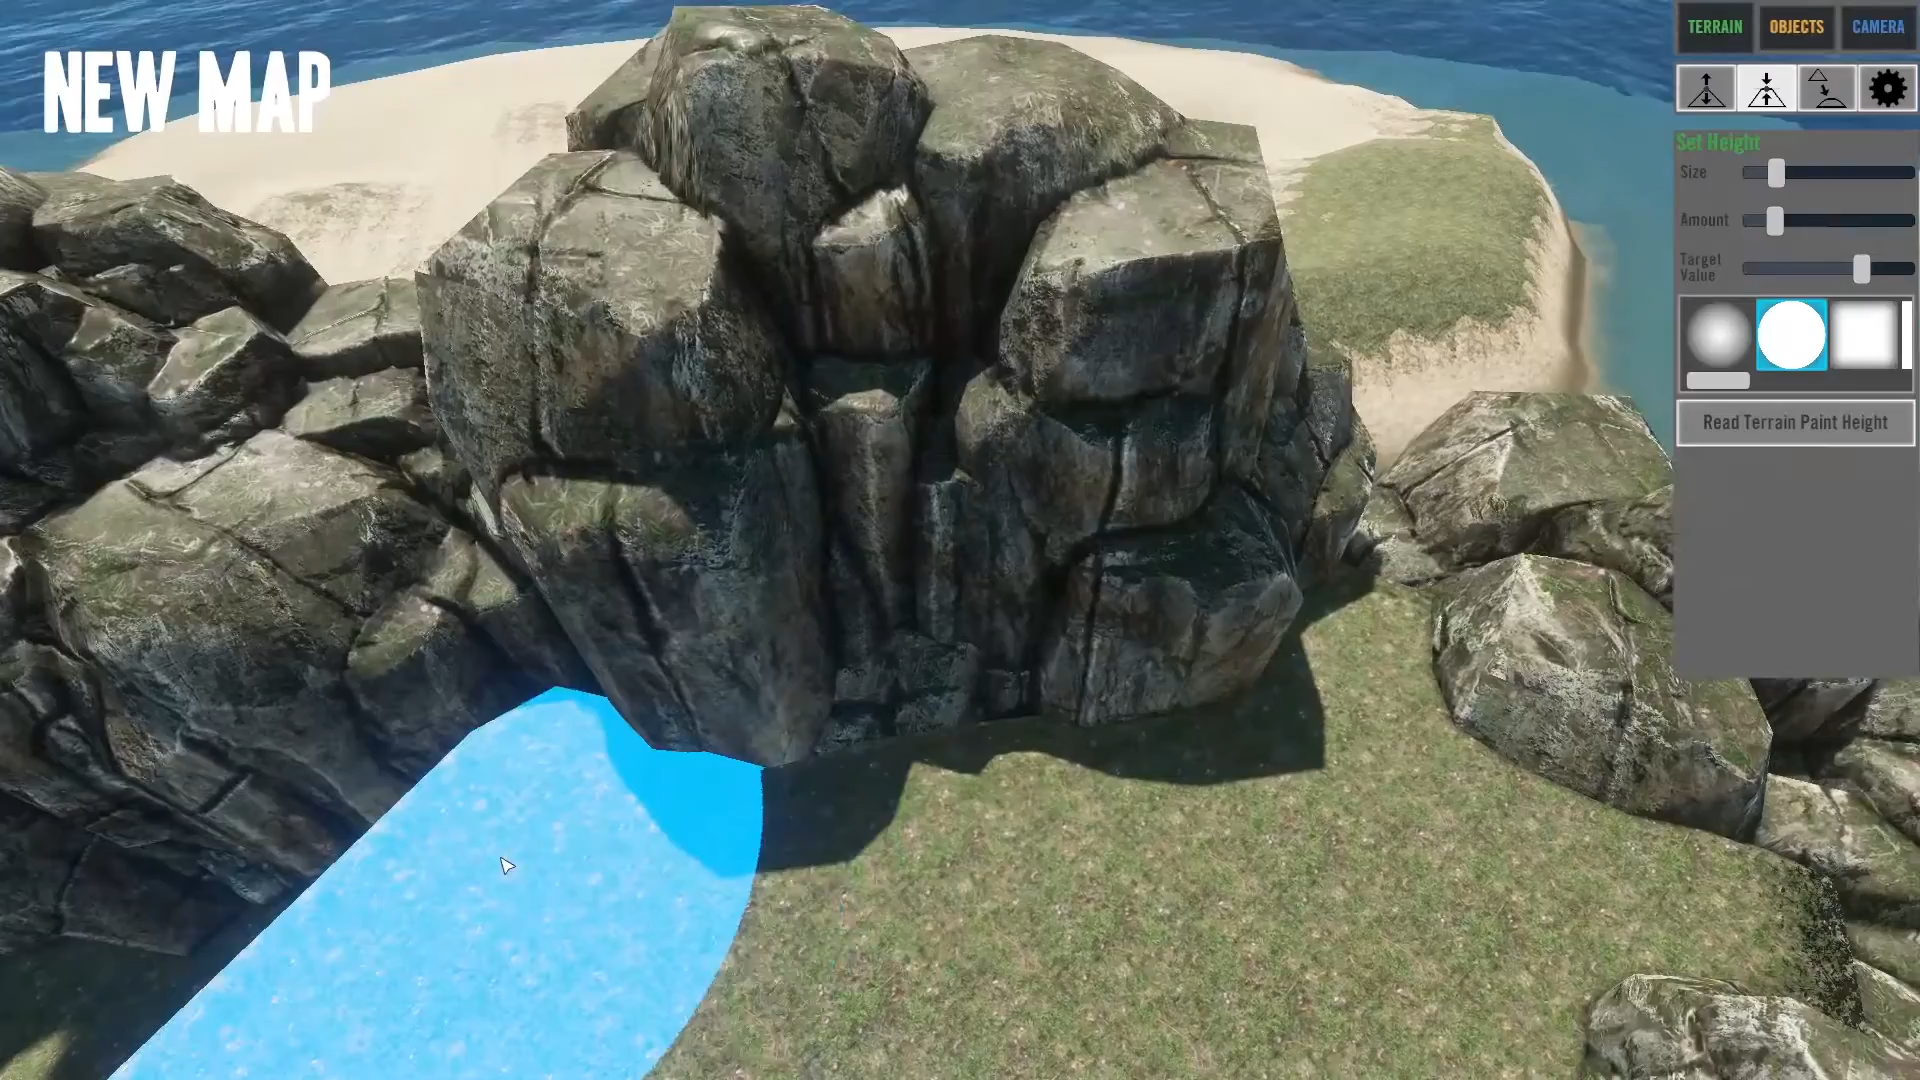 NEW MAP
TERRAIN OBJECTS CAMERA
Set Height
Size
Amount
Target
Value
Read Terrain Paint Height